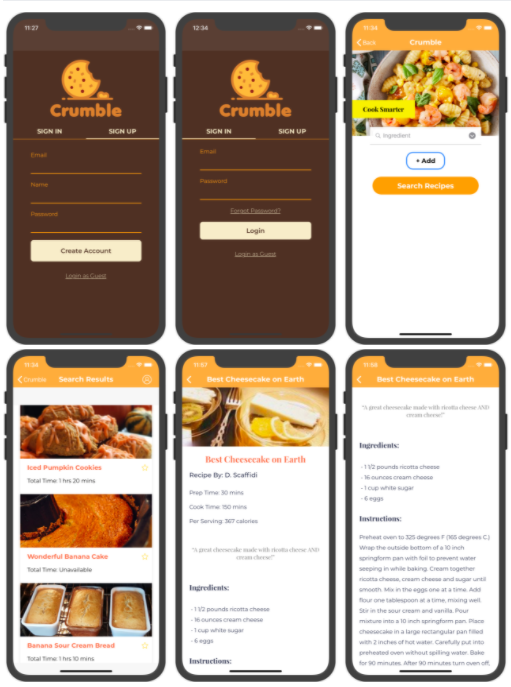 11:27
Crumble
SIGN IN
SIGN UP
Email
Name
Password
Create Account
Login as Guest
12:34
Crumble
SIGN IN
SIGN UP
Email
Password
Forgot Password?
Login
Login as Guest
11:34
Back
Crumble
Cook Smarter
Ingredient
+ Add
Search Recipes
11:34
Crumble
Search Results
Iced Pumpkin Cookies
Total Time: 1 hrs 20 mins
Wonderful Banana Cake
Total Time: Unavailable
Banana Sour Cream Bread
Total Time: 1 hrs 10 mins
11:57
Best Cheesecake on Earth
Best Cheesecake on Earth
Recipe By: D. Scaffidi
Prep Time: 30 mins
Cook Time: 150 mins
Per Serving: 367 calories
"A great cheesecake made with ricotta cheese AND
cream cheese!"
Ingredients:
- 1 1/2 pounds ricotta cheese
- 16 ounces cream cheese
- 1 cup white sugar
- 6 eggs
Instructions:
11:58
Best Cheesecake on Earth
"A great cheesecake made with ricotta cheese AND
cream cheese!"
Ingredients:
- 1 1/2 pounds ricotta cheese
- 16 ounces cream cheese
- 1 cup white sugar
- 6 eggs
Instructions:
Preheat oven to 325 degrees F (165 degrees C.)
Wrap the outside bottom of a 10 inch
springform pan with foil to prevent water
seeping in while baking. Cream together
ricotta cheese, cream cheese and sugar until
smooth. Mix in the eggs one at a time. Add
flour one tablespoon at a time, mixing well.
Stir in the sour cream and vanilla. Pour
mixture into a 10 inch springform pan. Place
cheesecake in a large rectangular pan filled
with 2 inches of hot water. Carefully put into
preheated oven without spilling water. Bake
for 90 minutes. After 90 minutes turn oven off,